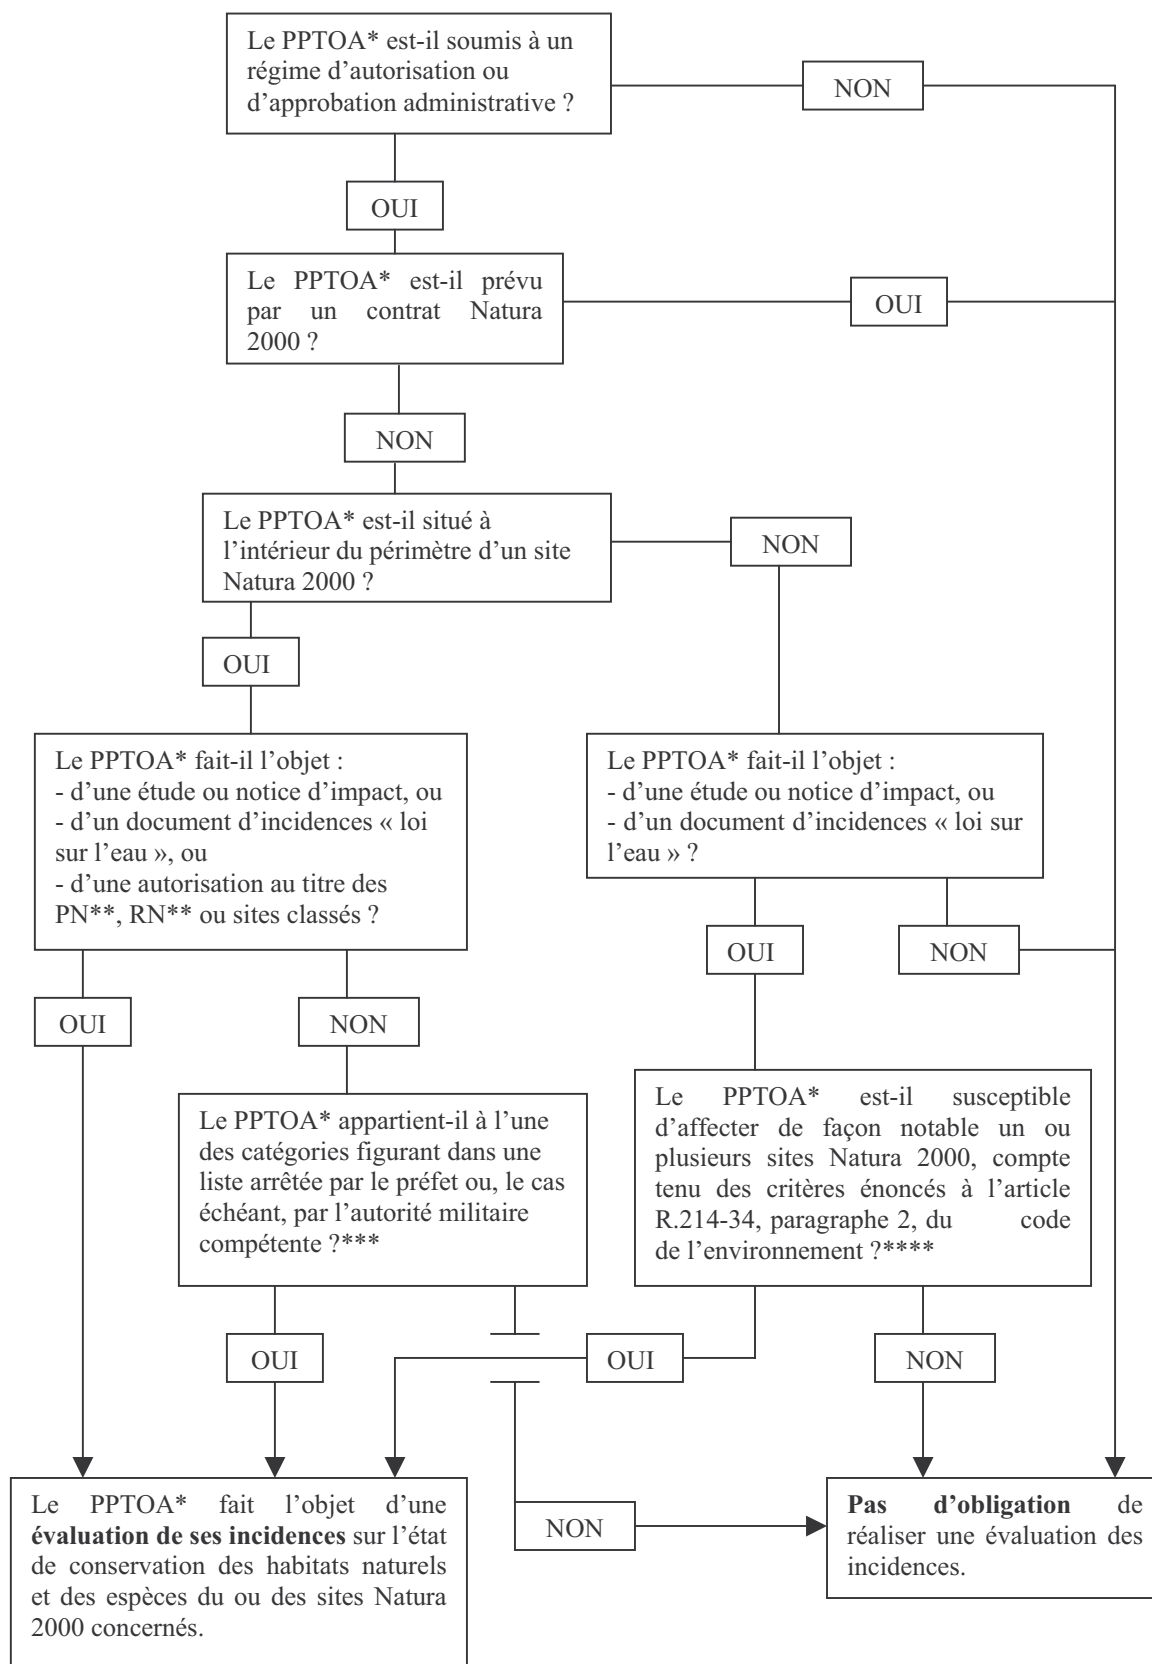 Le PPTOA* est-il soumis à un
régime d’autorisation ou
d’approbation administrative ?
NON
OUI
Le PPTOA* est-il prévu
par un contrat Natura
2000 ?
OUI
NON
Le PPTOA* est-il situé à
l’intérieur du périmètre d’un site
Natura 2000 ?
NON
OUI
Le PPTOA* fait-il l’objet :
- d’une étude ou notice d’impact, ou
- d’un document d’incidences « loi
sur l’eau », ou
- d’une autorisation au titre des
PN**, RN** ou sites classés ?
Le PPTOA* fait-il l’objet :
- d’une étude ou notice d’impact, ou
- d’un document d’incidences « loi
sur l’eau » ?
OUI
NON
OUI
NON
Le PPTOA* appartient-il à l’une
des catégories figurant dans une
liste arrêtée par le préfet ou, le cas
échéant, par l’autorité militaire
compétente ?***
Le PPTOA* est-il susceptible
d’affecter de façon notable un ou
plusieurs sites Natura 2000, compte
tenu des critères énoncés à l’article
R.214-34, paragraphe 2, du code
de l’environnement ?****
OUI
OUI
NON
Le PPTOA* fait l’objet d’une
évaluation de ses incidences sur l’état
de conservation des habitats naturels
et des espèces du ou des sites Natura
2000 concernés.
NON
Pas d’obligation de
réaliser une évaluation des
incidences.